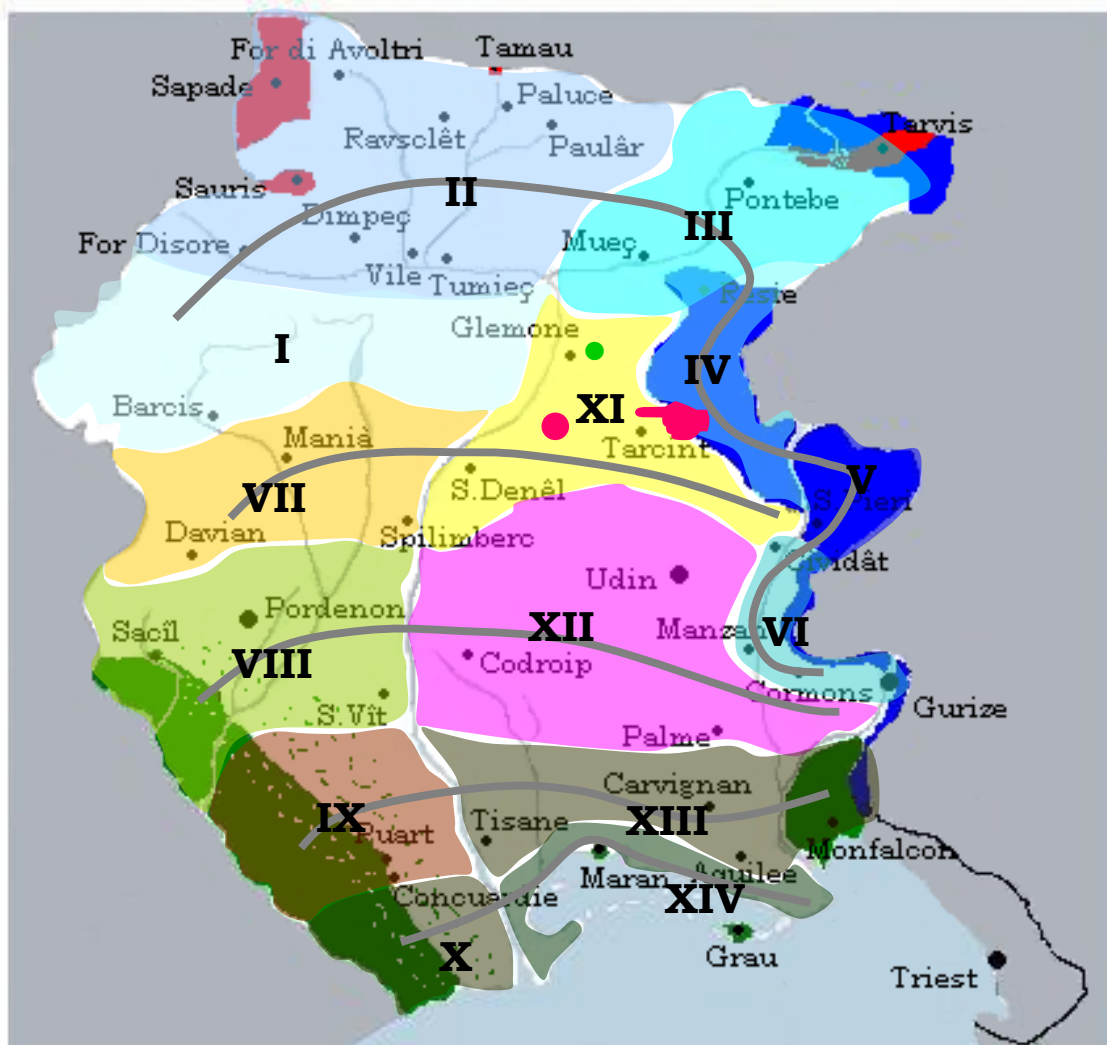 For di Avoltri
Tamau
Sapade
Paluce
Ravsclêt
Paulâr
Tarvis
Sauris
II
Pontebe
Dimpeç
III
For Disore
Mueç
Vile
Tumieç
Resie
Glemone
I
IV
Barcis
XI
Manià
Tarcint
VII
S.Denêl
V
S.Pieri
Davian
Spilimberc
Cividât
Udin
Pordenon
Sacîl
XII
Manzan
VI
VIII
Codroip
Cormons
S.Vît
Gurize
Palme
Carvignan
IX
Tisane
XIII
Puart
Monfalcon
Maran
Aquilee
Concuardie
XIV
X
Grau
Triest